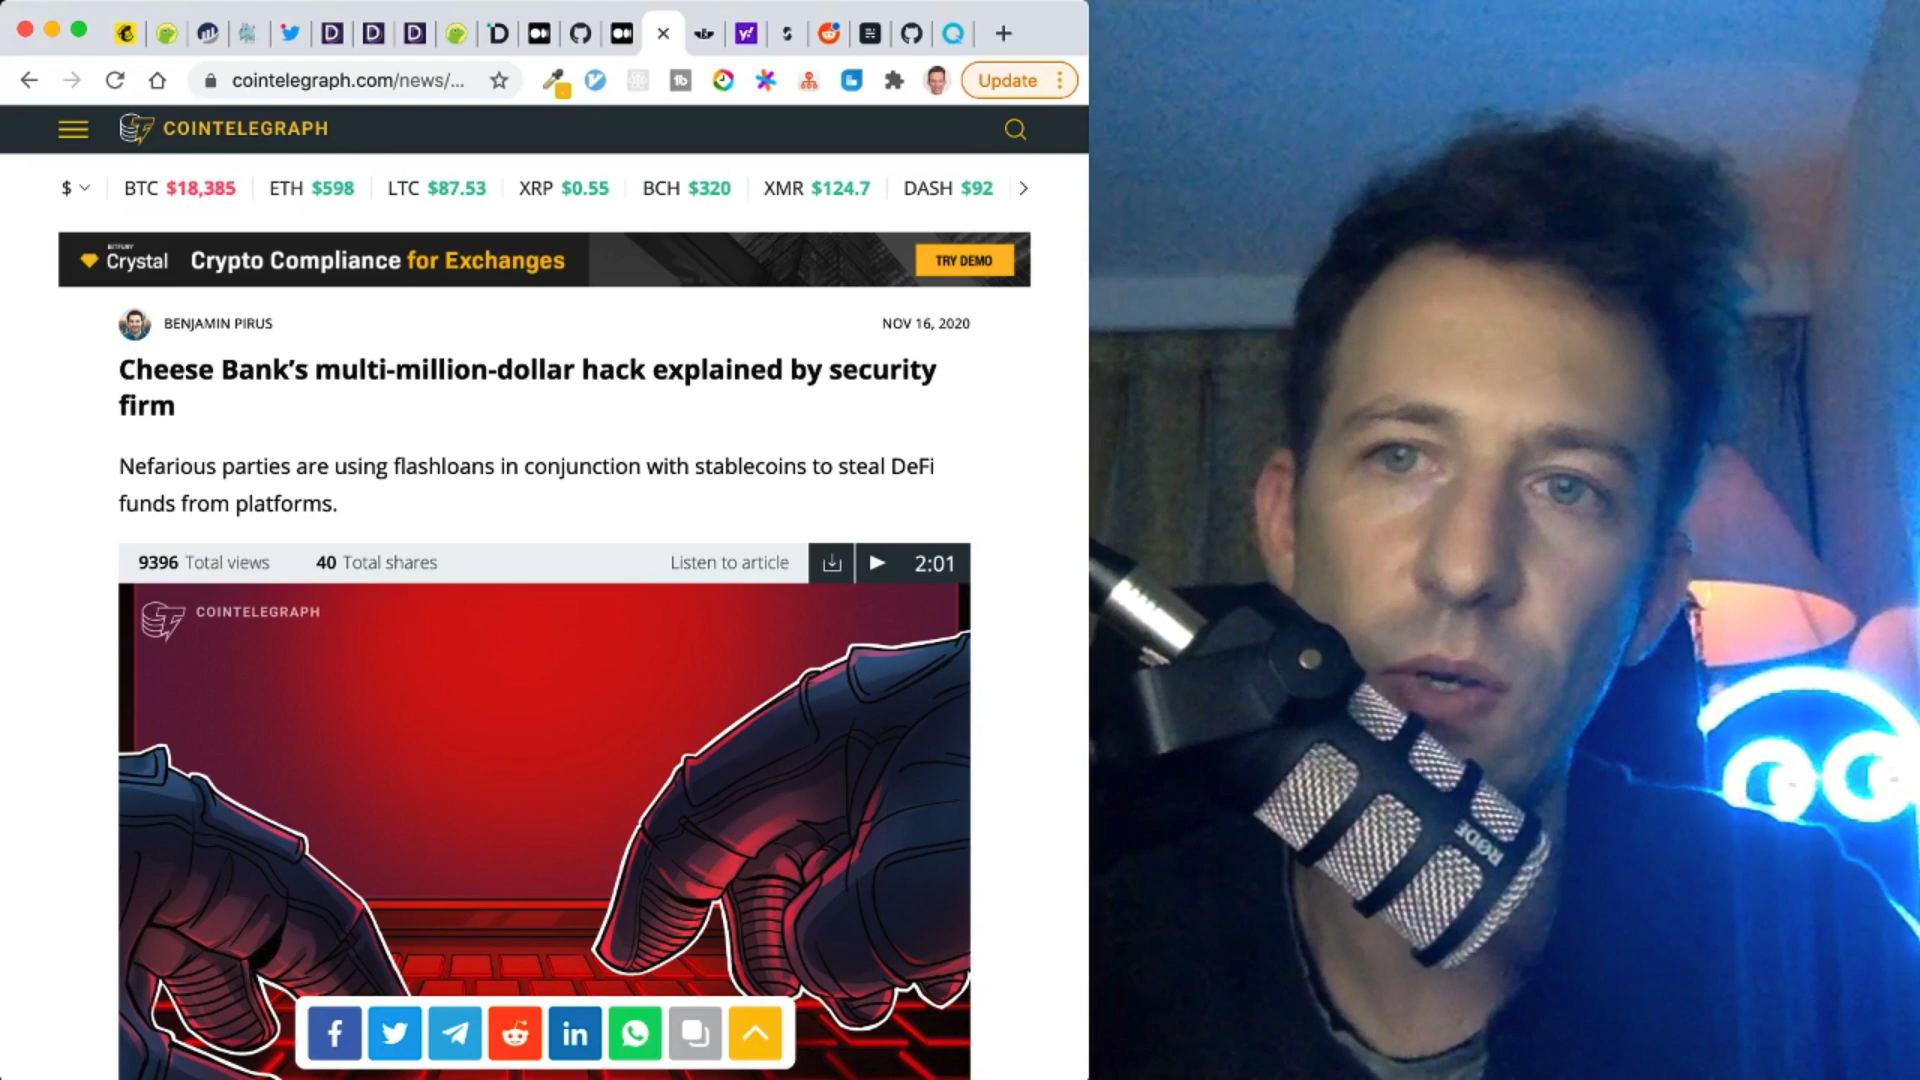 cointelegraph.com/news/...
Update
COINTELEGRAPH
$ BTC $18,385 ETH $598 LTC $87.53 XRP $0.55 BCH $320 XMR $124.7 DASH $92
BITFURY
Crystal Crypto Compliance for Exchanges TRY DEMO
BENJAMIN PIRUS NOV 16, 2020
Cheese Bank’s multi-million-dollar hack explained by security
firm
Nefarious parties are using flashloans in conjunction with stablecoins to steal DeFi
funds from platforms.
9396 Total views 40 Total shares Listen to article 2:01
COINTELEGRAPH
RØDE